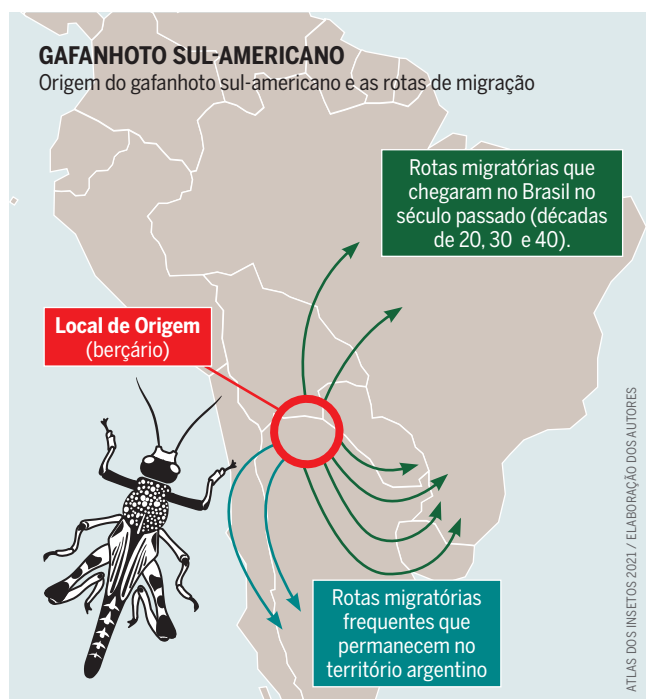 GAFANHOTO SUL-AMERICANO
Origem do gafanhoto sul-americano e as rotas de migração
Rotas migratórias que
chegaram no Brasil no
século passado (décadas
de 20, 30 e 40).
Local de Origem
(berçário)
Rotas migratórias
frequentes que
permanecem no
território argentino
ATLAS DOS INSETOS 2021 / ELABORAÇÃO DOS AUTORES